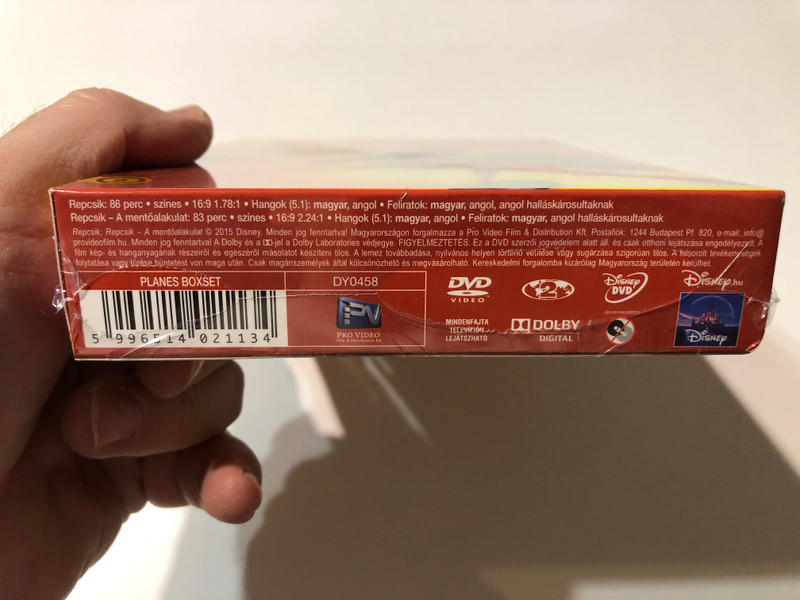 Repcsik: 86 perc • színes • 16:9 1.78:1 • Hangok (5.1): magyar, angol • Feliratok: magyar, angol, angol halláskárosultaknak
Repcsik – A mentőalakulat: 83 perc • színes • 16:9 2.24:1 • Hangok (5.1): magyar, angol • Feliratok: magyar, angol, angol halláskárosultaknak
Repcsik, Repcsik – A mentőalakulat © 2015 Disney. Minden jog fenntartva! Magyarországon forgalmazza a Pro Video Film & Distribution Kft. Postafiók: 1244 Budapest Pf. 820, e-mail: info@
provideofilm.hu. Minden jog fenntartva! A Dolby és a -jel a Dolby Laboratories védjegye. FIGYELMEZTETÉS: Ez a DVD szerzői jogvédelem alatt áll, és csak otthoni lejátszása engedélyezett. A
film kép- és hanganyagának részeiről és egészéről másolatot készíteni tilos. A lemez továbbadása, nyilvános helyen történő vetítése vagy sugárzása szigorúan tilos. A felsorolt tevékenységek
folytatása vagy tűrése büntetést von maga után. Csak magánszemélyek által kölcsönözhető és megvásárolható. Kereskedelmi forgalomba kizárólag Magyarország területén kerülhet.
PLANES BOXSET
DY0458
5 996514 021134
PV
PRO VIDEO
Film & Distribution Kft.
DVD
VIDEO
2
Disney
DVD
Disney.hu
MINDENFAJTA
TELEVÍZIÓN
LEJÁTSZHATÓ
DOLBY
DIGITAL
Disney